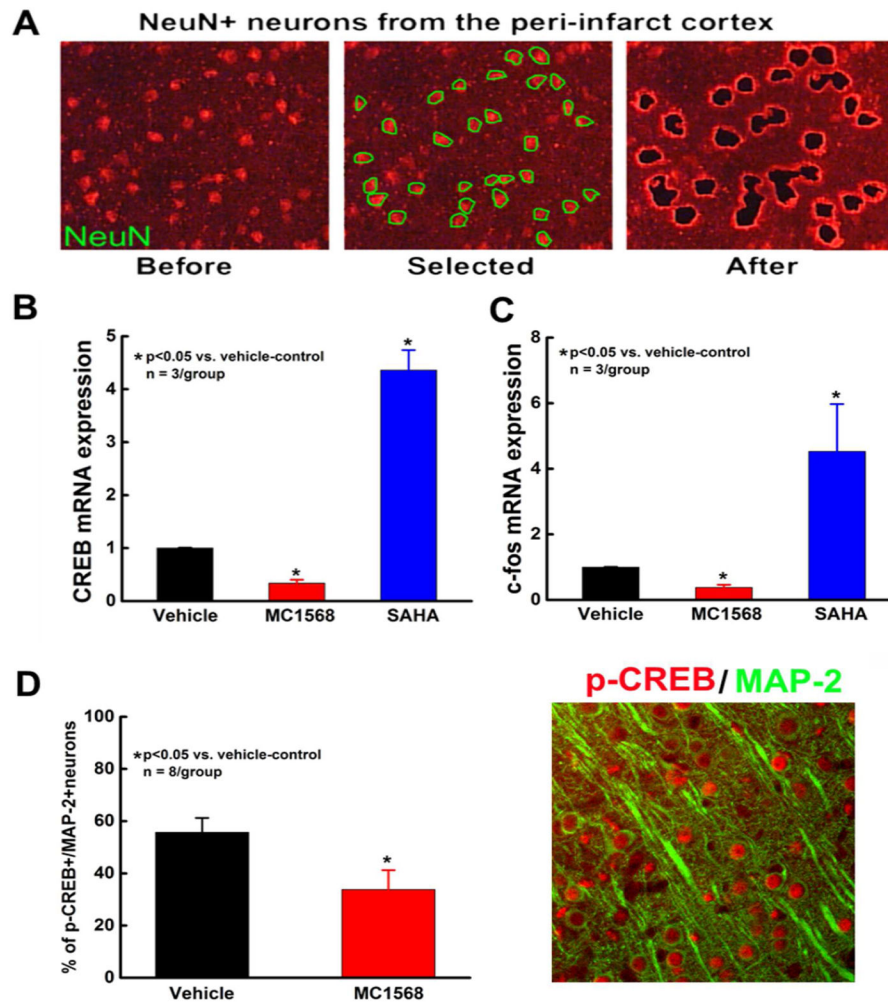 A
NeuN+ neurons from the peri-infarct cortex
NeuN
Before
Selected
After
B
CREB mRNA expression
5
4
3
2
1
0
* p<0.05 vs. vehicle-control
n = 3/group
*
*
Vehicle
MC1568
SAHA
C
c-fos mRNA expression
8
6
4
2
0
* p<0.05 vs. vehicle-control
n = 3/group
*
*
Vehicle
MC1568
SAHA
D
% of p-CREB+/MAP-2+neurons
100
80
60
40
20
0
* p<0.05 vs. vehicle-control
n = 8/group
*
Vehicle
MC1568
p-CREB/MAP-2